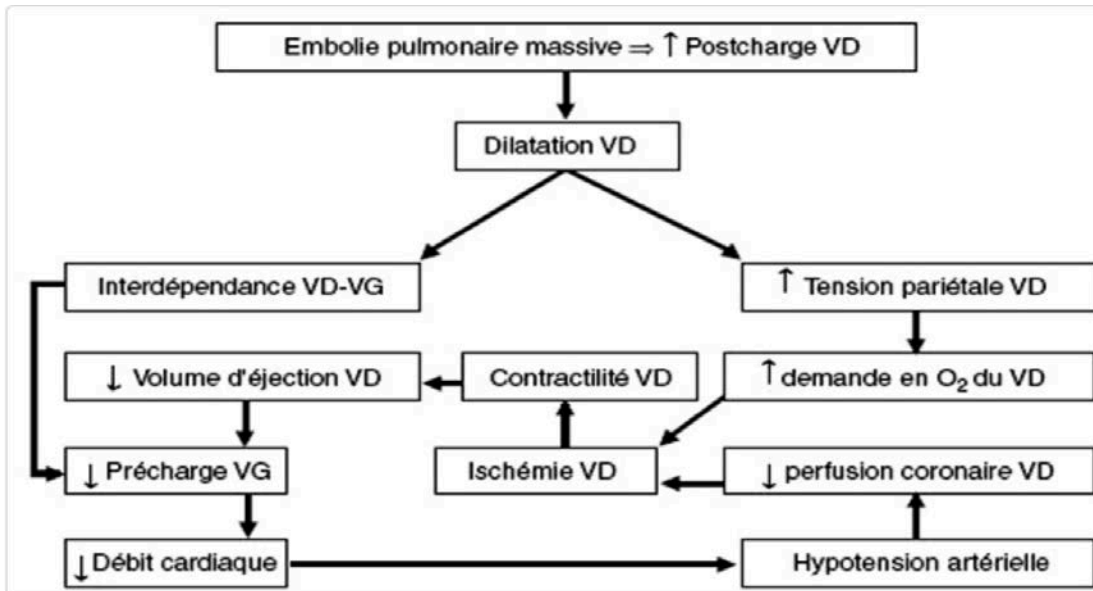 Embolie pulmonaire massive ⇒ ↑ Postcharge VD
Dilatation VD
Interdépendance VD-VG
↑ Tension pariétale VD
↓ Volume d'éjection VD
Contractilité VD
↑ demande en O₂ du VD
↓ Précharge VG
Ischémie VD
↓ perfusion coronaire VD
↓ Débit cardiaque
Hypotension artérielle